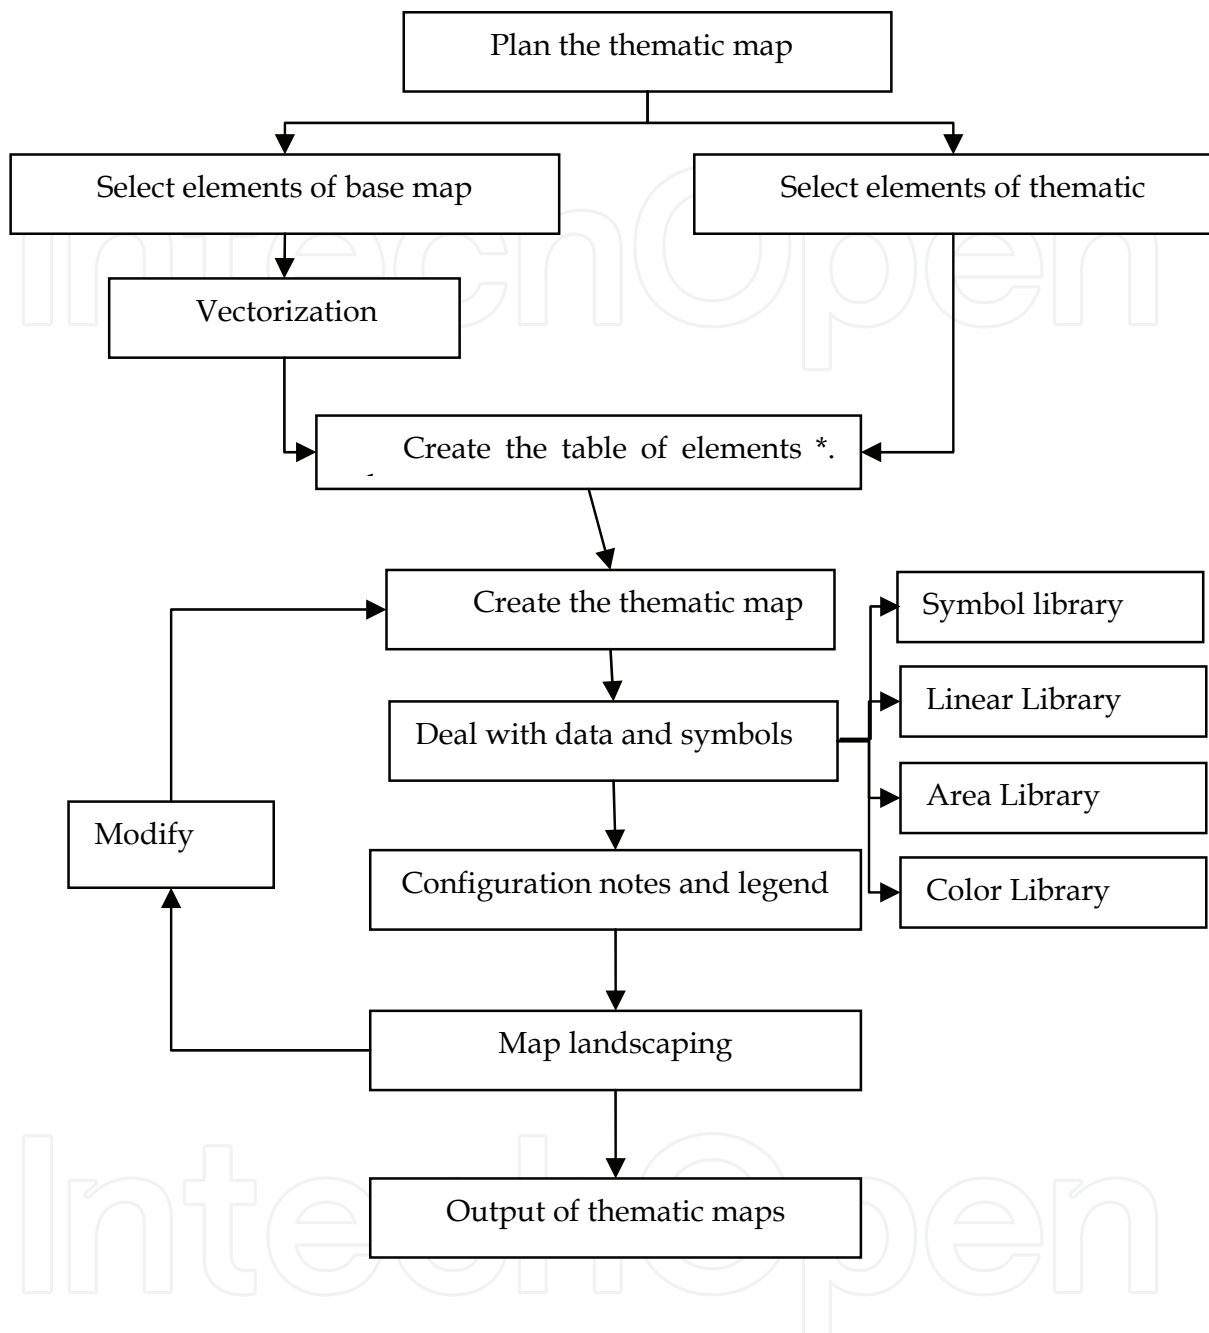 Plan the thematic map
Select elements of base map
Select elements of thematic
Vectorization
Create the table of elements *.
Create the thematic map
Symbol library
Linear Library
Deal with data and symbols
Area Library
Modify
Configuration notes and legend
Color Library
Map landscaping
Output of thematic maps
IntechOpen
IntechOpen